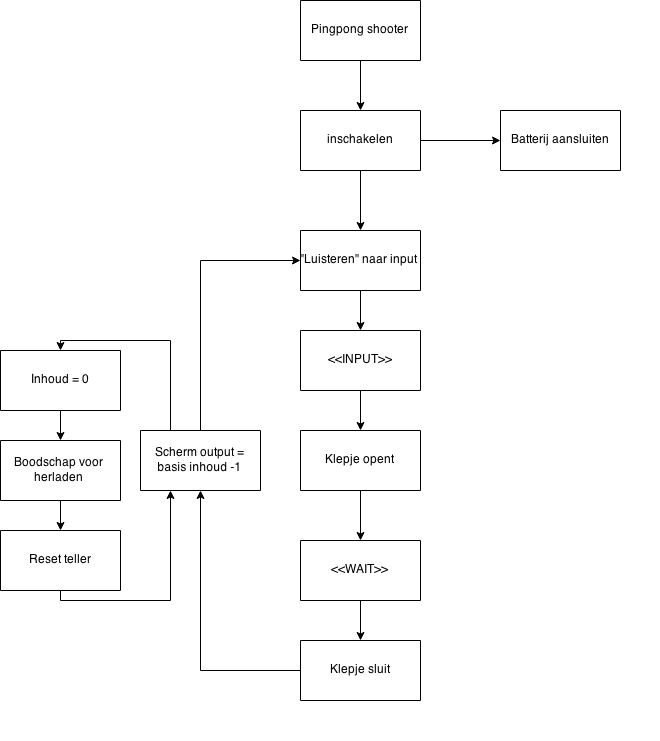 Pingpong shooter
inschakelen
Batterij aansluiten
"Luisteren" naar input
<<INPUT>>
Inhoud = 0
Klepje opent
Scherm output =
basis inhoud -1
Boodschap voor
herladen
Reset teller
<<WAIT>>
Klepje sluit